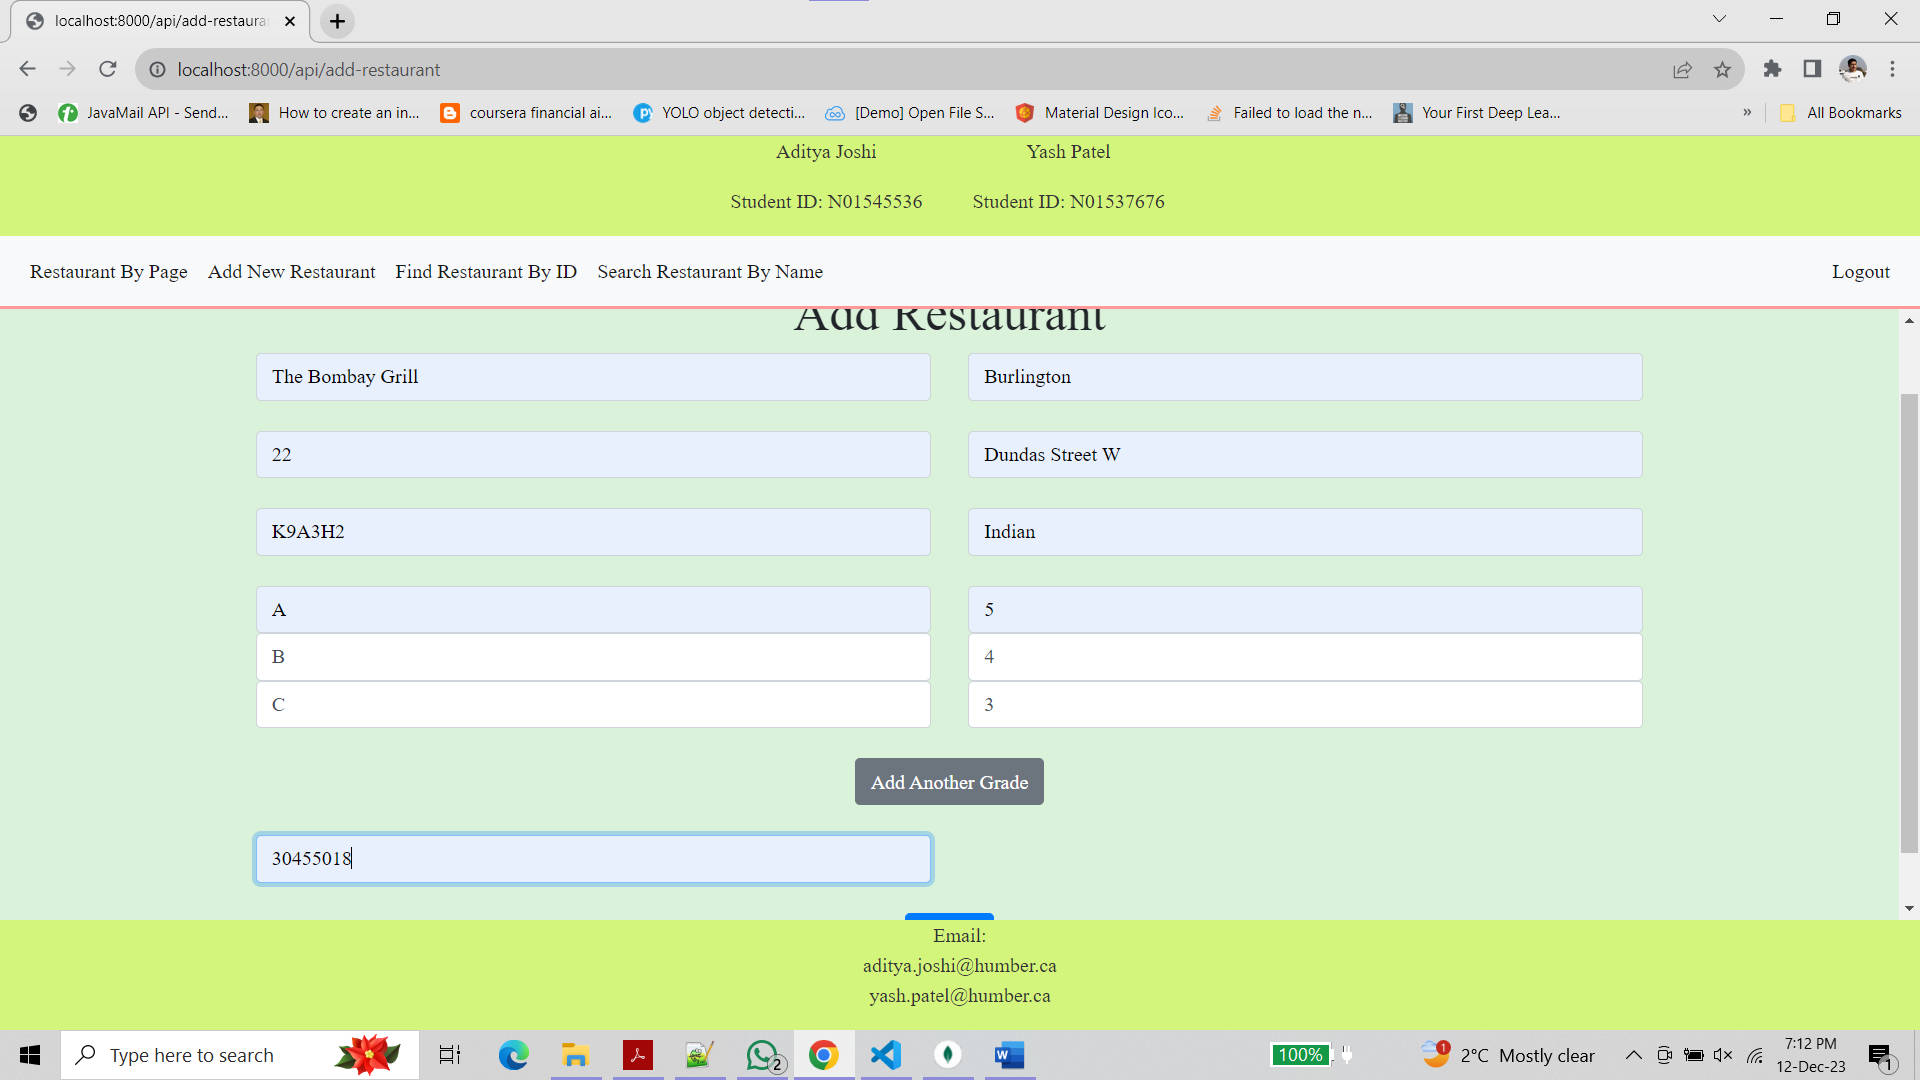 localhost:8000/api/add-restaura
localhost:8000/api/add-restaurant
JavaMail API - Send... How to create an in... coursera financial ai... YOLO object detecti... [Demo] Open File S... Material Design Ico... Failed to load the n... Your First Deep Lea... » All Bookmarks
Aditya Joshi Yash Patel
Student ID: N01545536 Student ID: N01537676
Restaurant By Page Add New Restaurant Find Restaurant By ID Search Restaurant By Name Logout
Add Restaurant
The Bombay Grill Burlington
22 Dundas Street W
K9A3H2 Indian
A 5
B 4
C 3
Add Another Grade
30455018
Email:
aditya.joshi@humber.ca
yash.patel@humber.ca
Type here to search 2 100% 1 2°C Mostly clear 7:12 PM
12-Dec-23 1